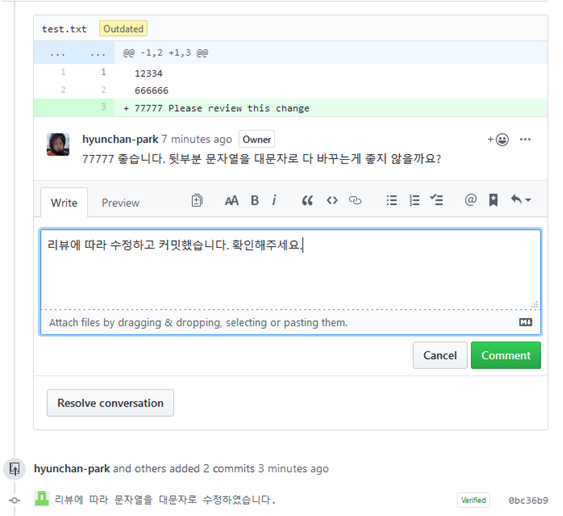 test.txt Outdated
... ... @@ -1,2 +1,3 @@
1 1 12334
2 2 666666
3 + 77777 Please review this change
hyunchan-park 7 minutes ago Owner
77777 좋습니다. 뒷부분 문자열을 대문자로 다 바꾸는게 좋지 않을까요?
Write Preview AA B i
리뷰에 따라 수정하고 커밋했습니다. 확인해주세요.
Attach files by dragging & dropping, selecting or pasting them.
Cancel Comment
Resolve conversation
hyunchan-park and others added 2 commits 3 minutes ago
리뷰에 따라 문자열을 대문자로 수정하였습니다. Verified 0bc36b9